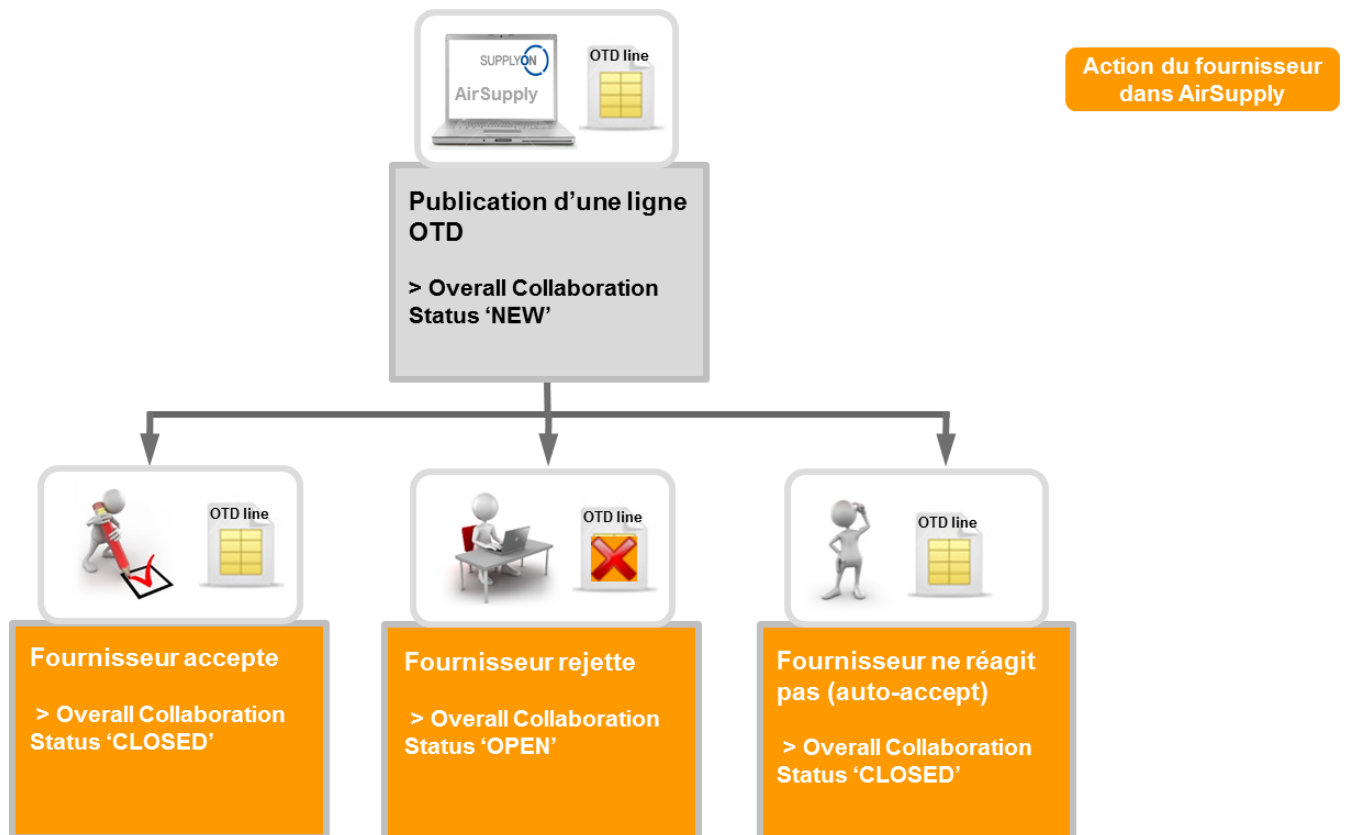 SUPPLYON
AirSupply
OTD line
Action du fournisseur
dans AirSupply
Publication d’une ligne
OTD
> Overall Collaboration
Status ‘NEW’
OTD line
OTD line
OTD line
Fournisseur accepte
> Overall Collaboration
Status ‘CLOSED’
Fournisseur rejette
> Overall Collaboration
Status ‘OPEN’
Fournisseur ne réagit
pas (auto-accept)
> Overall Collaboration
Status ‘CLOSED’